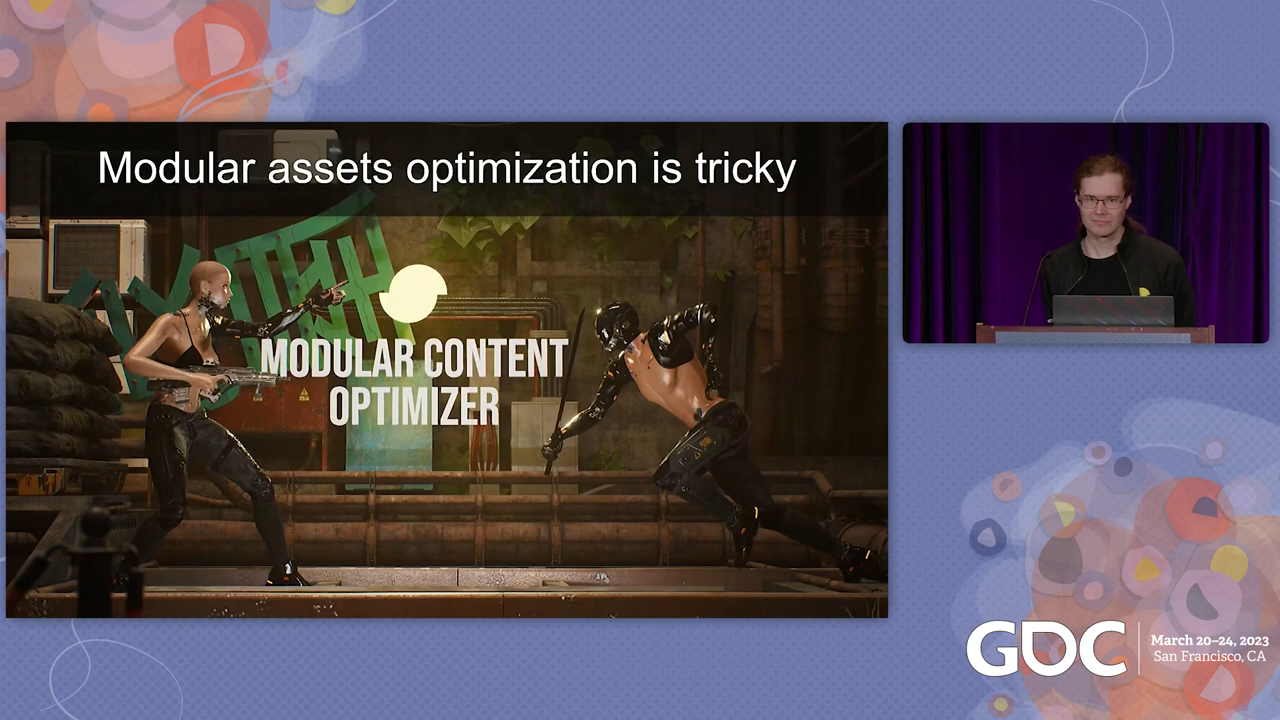 Modular assets optimization is tricky
MODULAR CONTENT
OPTIMIZER
GDC
March 20–24, 2023
San Francisco, CA